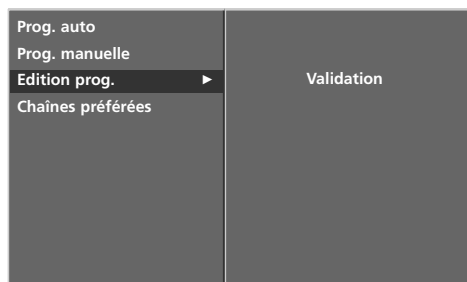 Prog. auto
Prog. manuelle
Edition prog. ►
Validation
Chaînes préférées